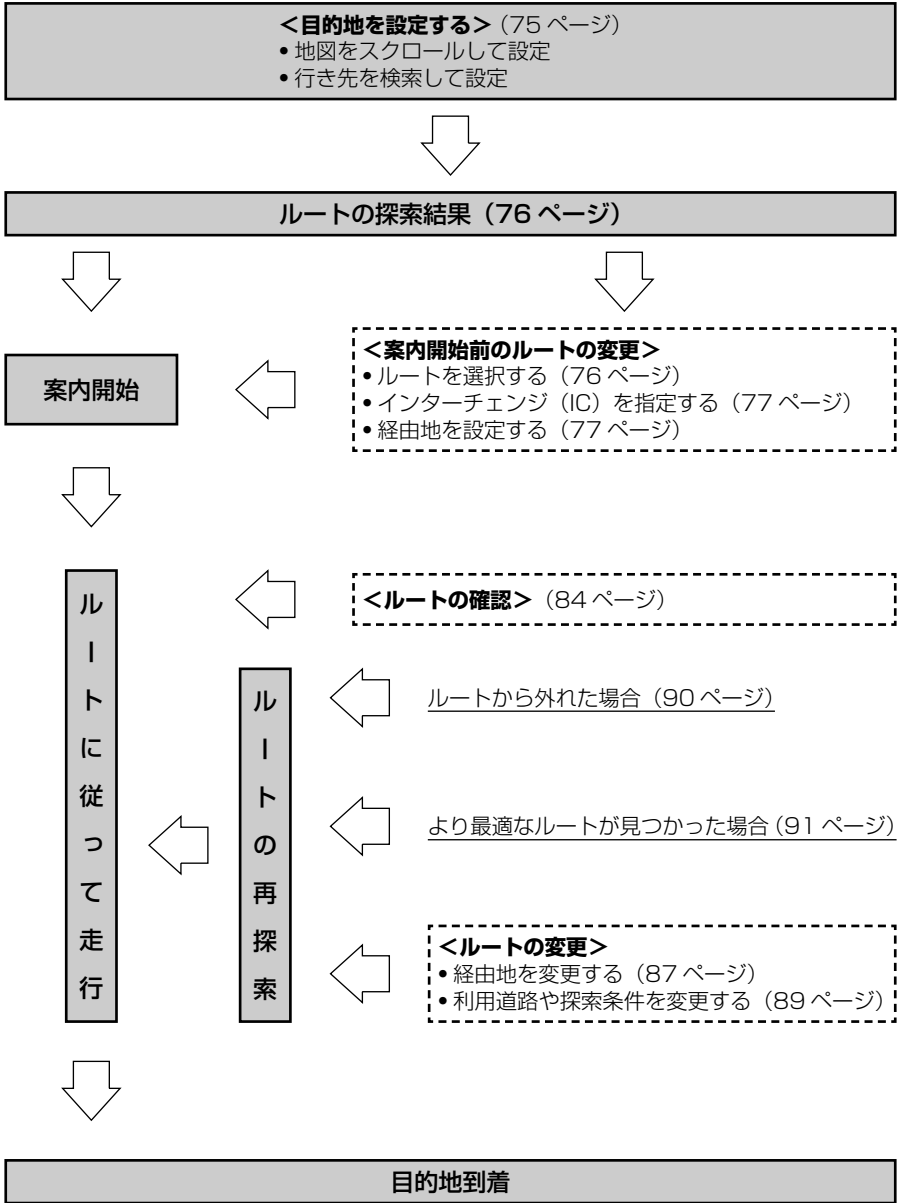 ＜目的地を設定する＞（75 ページ）
• 地図をスクロールして設定
• 行き先を検索して設定
ルートの探索結果（76 ページ）
案内開始
＜案内開始前のルートの変更＞
• ルートを選択する（76 ページ）
• インターチェンジ（IC）を指定する（77 ページ）
• 経由地を設定する（77 ページ）
ルートに従って走行
＜ルートの確認＞（84 ページ）
ルートの再探索
ルートから外れた場合（90 ページ）
より最適なルートが見つかった場合（91 ページ）
＜ルートの変更＞
• 経由地を変更する（87 ページ）
• 利用道路や探索条件を変更する（89 ページ）
目的地到着